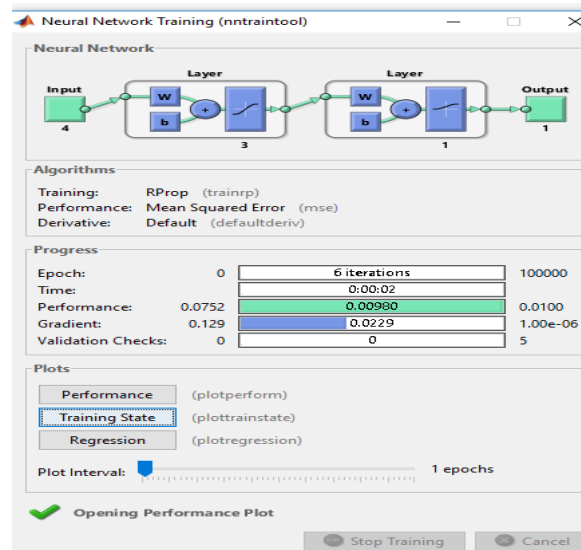 Neural Network Training (nntraintool)
Neural Network
Layer Layer
Input Output
W W
b b
+ +
4 1
3 1
Algorithms
Training: RProp (trainrp)
Performance: Mean Squared Error (mse)
Derivative: Default (defaultderiv)
Progress
Epoch: 0 6 iterations 100000
Time: 0:00:02
Performance: 0.0752 0.00980 0.0100
Gradient: 0.129 0.0229 1.00e-06
Validation Checks: 0 0 5
Plots
Performance (plotperform)
Training State (plottrainstate)
Regression (plotregression)
Plot Interval: 1 epochs
Opening Performance Plot
Stop Training Cancel